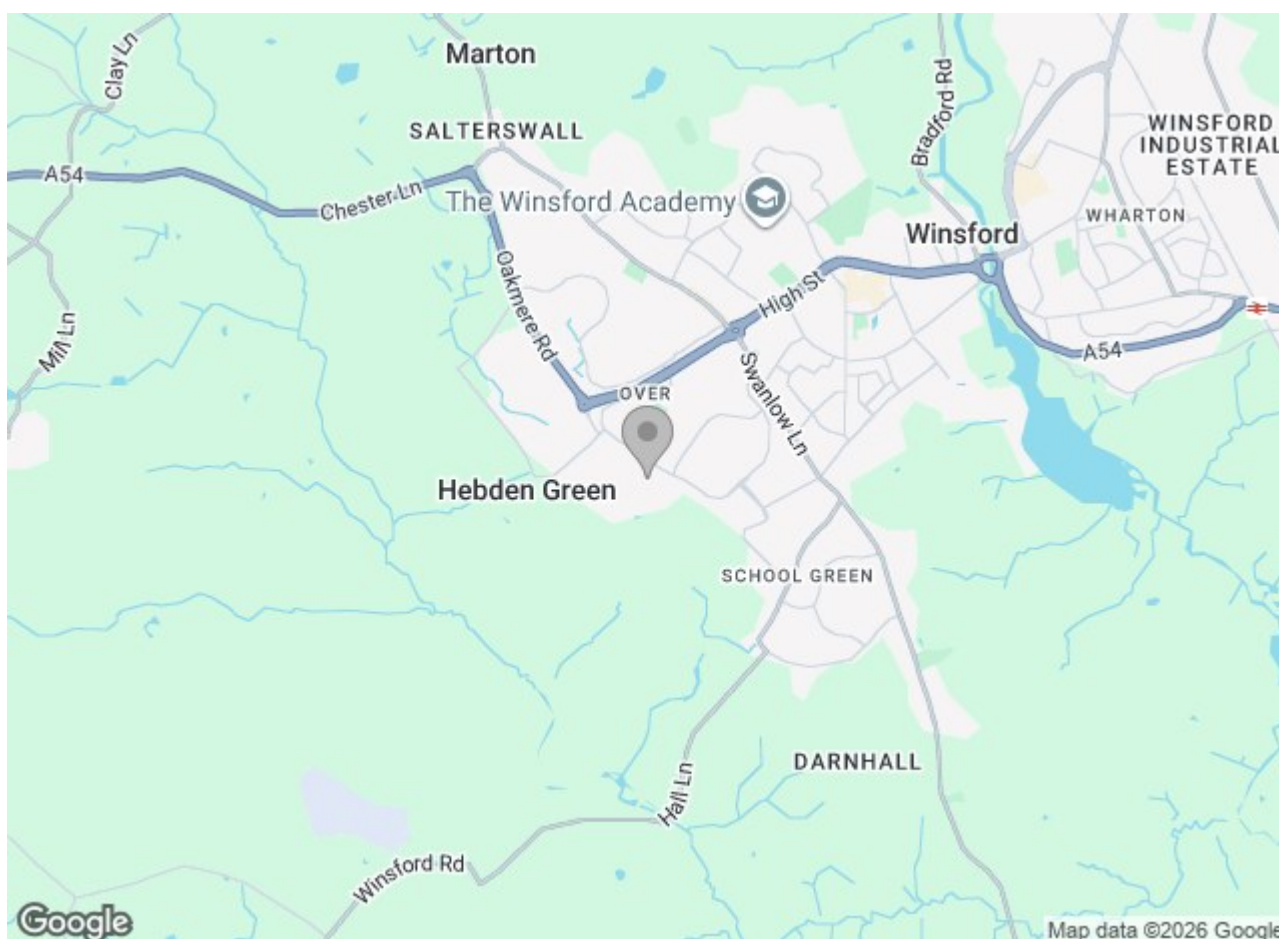 Marton
Clay Ln
SALTERSWALL
Bradford Rd
WINSFORD
INDUSTRIAL
ESTATE
A54
Chester Ln
The Winsford Academy
WHARTON
Winsford
Oakmere Rd
High St
Mill Ln
A54
OVER
Swanlow Ln
Hebden Green
SCHOOL GREEN
DARNHALL
Hall Ln
Winsford Rd
Google
Map data ©2026 Google